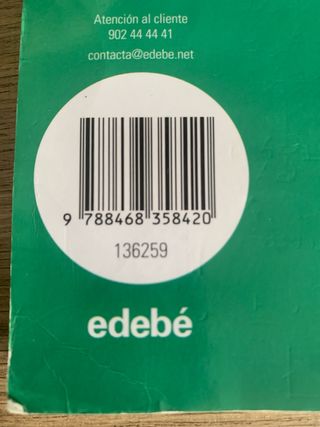 Atención al cliente
902 44 44 41
contacta@edebe.net
9 788468 358420
136259
edebé